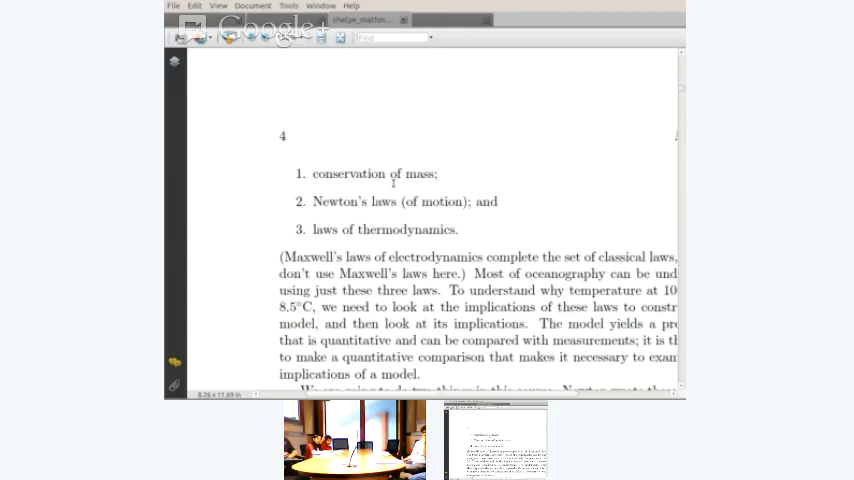 File Edit View Document Tools Window Help
shetye_mathin...
Google+
Find
4
1. conservation of mass;
2. Newton's laws (of motion); and
3. laws of thermodynamics.
(Maxwell's laws of electrodynamics complete the set of classical laws,
don't use Maxwell's laws here.) Most of oceanography can be und
using just these three laws. To understand why temperature at 10
8.5°C, we need to look at the implications of these laws to constr
model, and then look at its implications. The model yields a pre
that is quantitative and can be compared with measurements; it is th
to make a quantitative comparison that makes it necessary to exam
implications of a model.
8.26 x 11.69 in